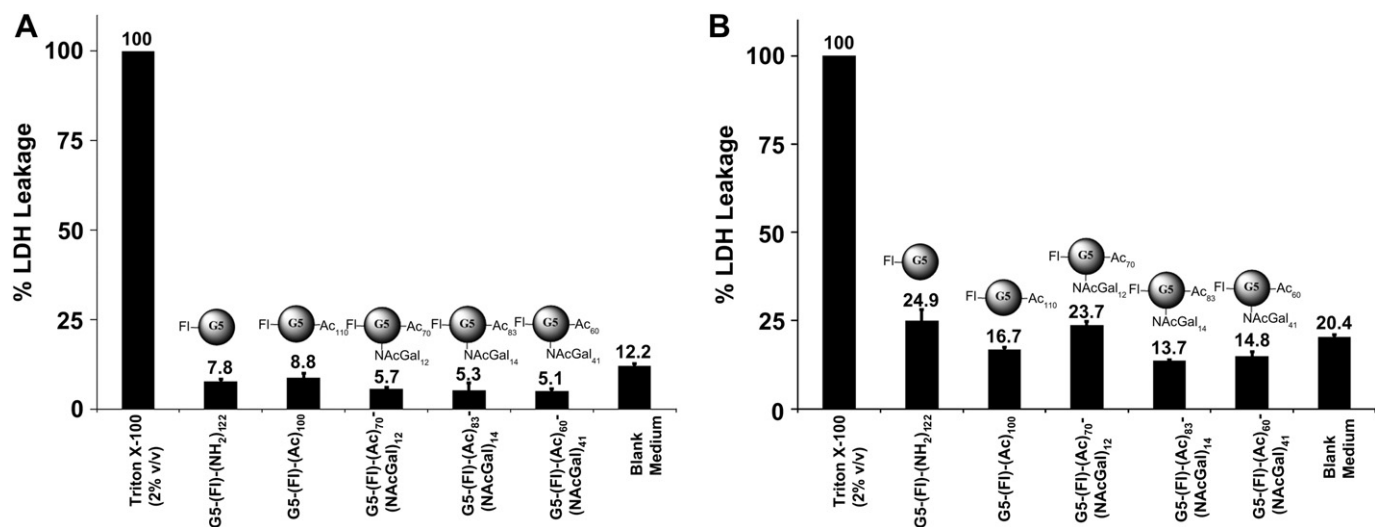 A
% LDH Leakage
100
75
50
25
0
100
7.8
8.8
5.7
5.3
5.1
12.2
Fl G5
Fl G5 Ac110
Fl G5 Ac70
NAcGal12
Fl G5 Ac83
NAcGal14
Fl G5 Ac60
NAcGal41
Triton X-100
(2% v/v)
G5-(Fl)-(NH2)122
G5-(Fl)-(Ac)100
G5-(Fl)-(Ac)70-
(NAcGal)12
G5-(Fl)-(Ac)83-
(NAcGal)14
G5-(Fl)-(Ac)60-
(NAcGal)41
Blank
Medium
B
% LDH Leakage
100
75
50
25
0
100
24.9
16.7
23.7
13.7
14.8
20.4
Fl G5
Fl G5 Ac110
Fl G5 Ac70
NAcGal12
Fl G5 Ac83
NAcGal14
Fl G5 Ac60
NAcGal41
Triton X-100
(2% v/v)
G5-(Fl)-(NH2)122
G5-(Fl)-(Ac)100
G5-(Fl)-(Ac)70-
(NAcGal)12
G5-(Fl)-(Ac)83-
(NAcGal)14
G5-(Fl)-(Ac)60-
(NAcGal)41
Blank
Medium